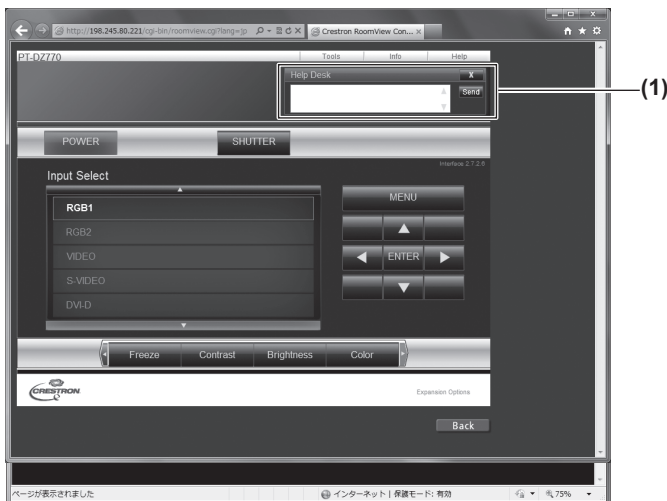 http://198.245.80.221/cgi-bin/roomview.cgi?lang=jp
Crestron RoomView Con...
PT-DZ770
Tools Info Help
Help Desk X
Send
(1)
POWER SHUTTER
Interface 2.7.2.6
Input Select
MENU
RGB1
RGB2
VIDEO
ENTER
S-VIDEO
DVI-D
Freeze Contrast Brightness Color
CRESTRON
Expansion Options
Back
ページが表示されました インターネット | 保護モード: 有効 75%